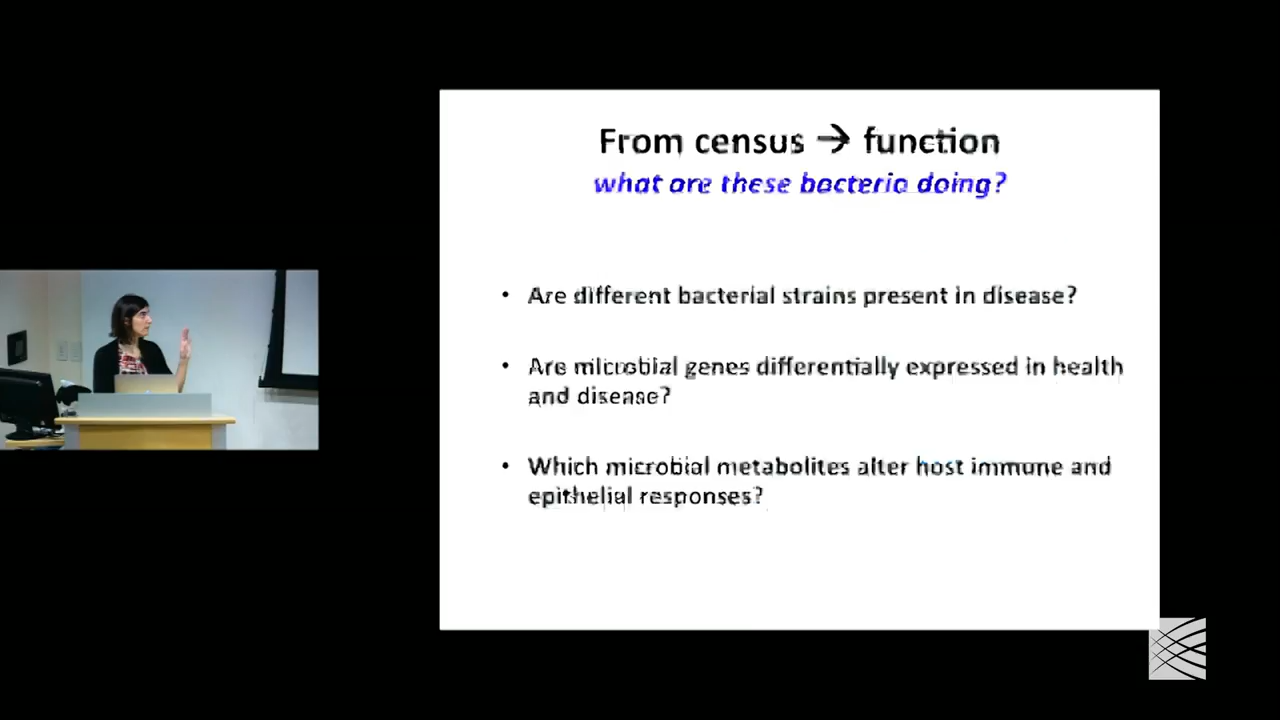 From census → function
what are these bacteria doing?
• Are different bacterial strains present in disease?
• Are microbial genes differentially expressed in health
and disease?
• Which microbial metabolites alter host immune and
epithelial responses?